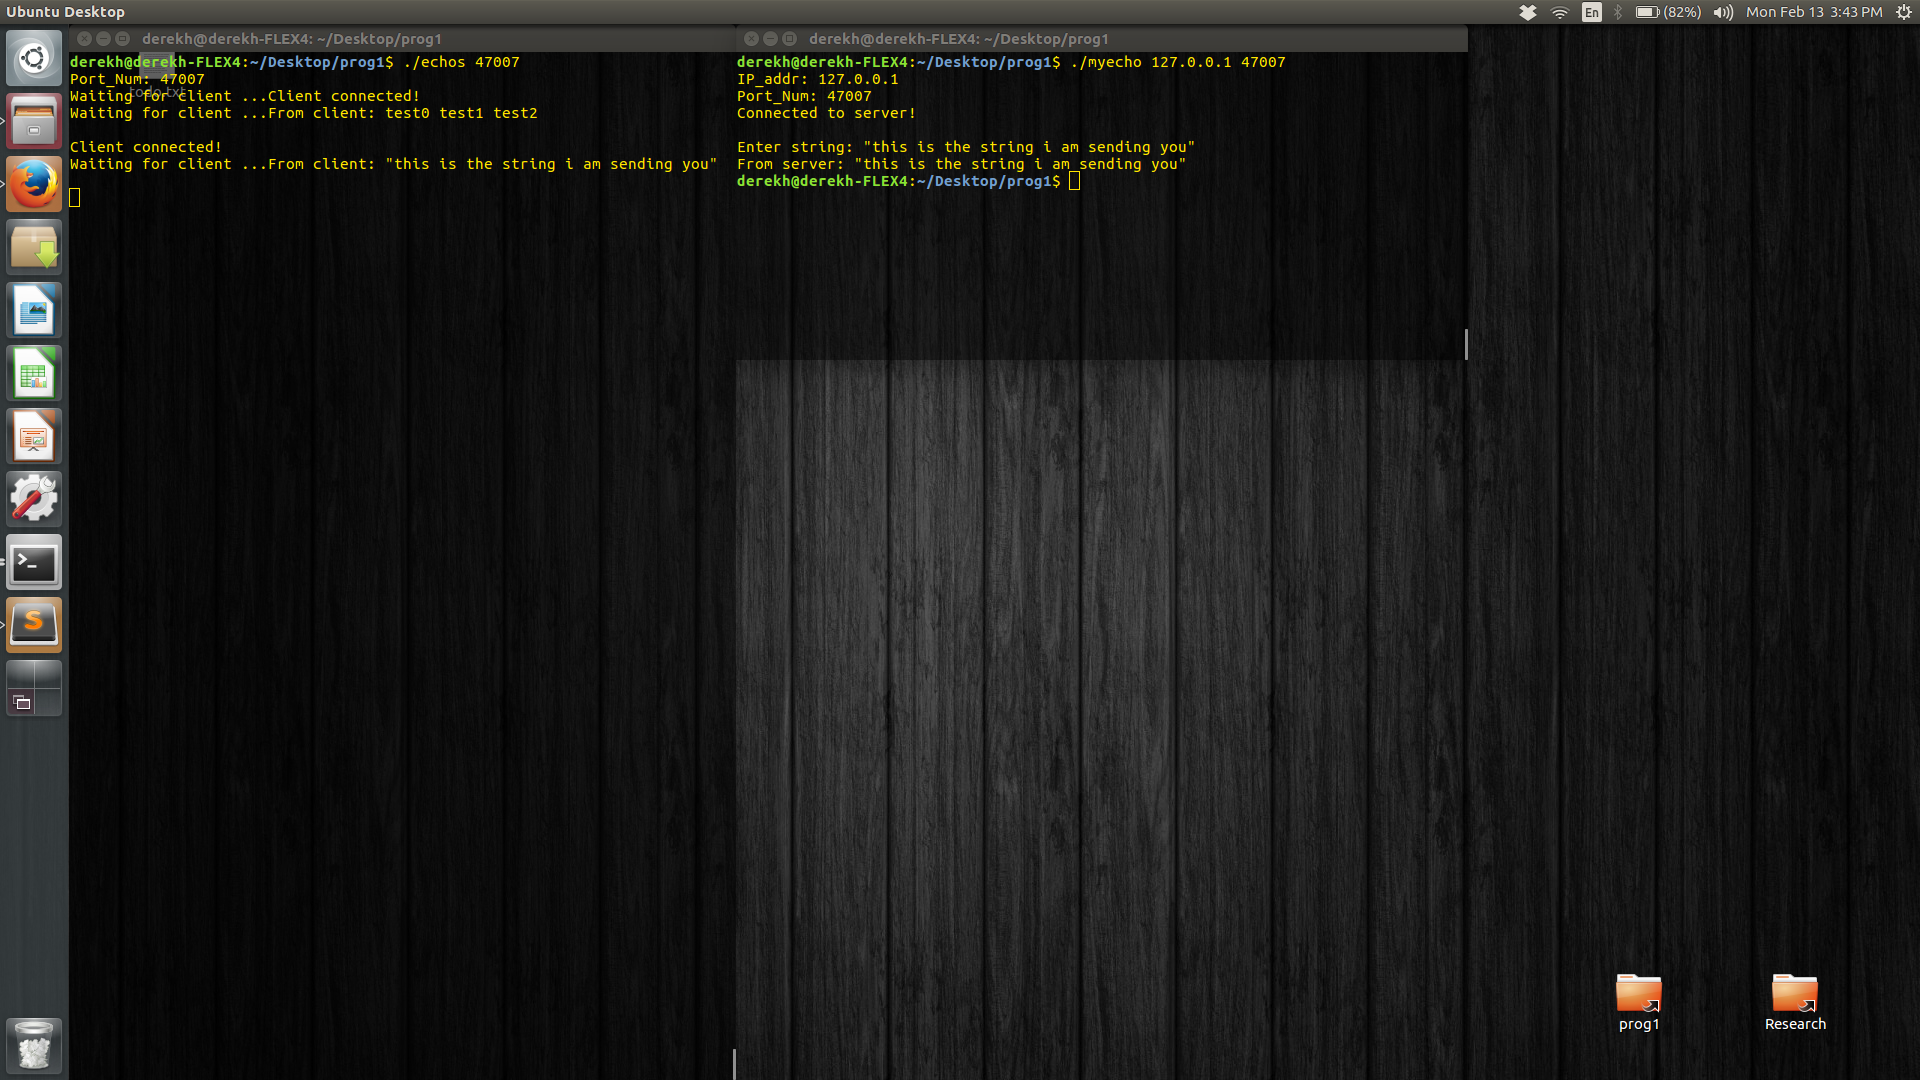 Ubuntu Desktop
En
(82%)
Mon Feb 13 3:43 PM
derekh@derekh-FLEX4: ~/Desktop/prog1
derekh@derekh-FLEX4:~/Desktop/prog1$ ./echos 47007
Port_Num: 47007
to do.txt
Waiting for client ...Client connected!
Waiting for client ...From client: test0 test1 test2
Client connected!
Waiting for client ...From client: "this is the string i am sending you"
derekh@derekh-FLEX4: ~/Desktop/prog1
derekh@derekh-FLEX4:~/Desktop/prog1$ ./myecho 127.0.0.1 47007
IP_addr: 127.0.0.1
Port_Num: 47007
Connected to server!
Enter string: "this is the string i am sending you"
From server: "this is the string i am sending you"
derekh@derekh-FLEX4:~/Desktop/prog1$
>_
S
prog1
Research